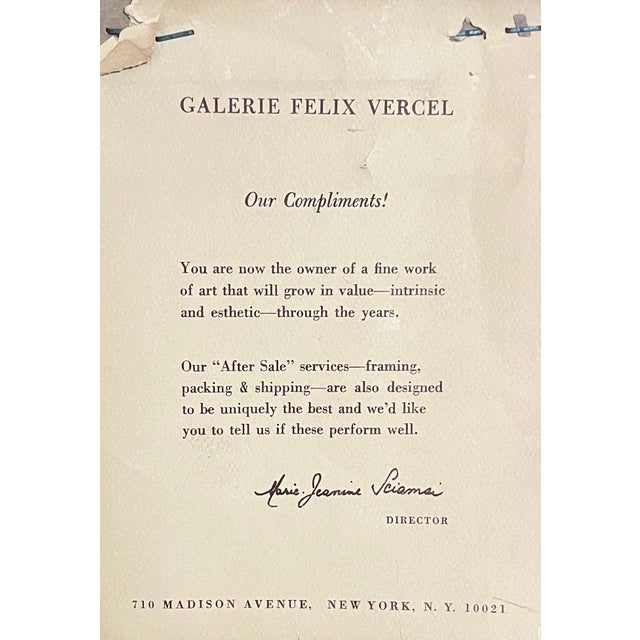 GALERIE FELIX VERCEL
Our Compliments!
You are now the owner of a fine work
of art that will grow in value—intrinsic
and esthetic—through the years.
Our “After Sale” services—framing,
packing & shipping—are also designed
to be uniquely the best and we’d like
you to tell us if these perform well.
Marie-Jeanine Sciamsi
DIRECTOR
710 MADISON AVENUE, NEW YORK, N. Y. 10021